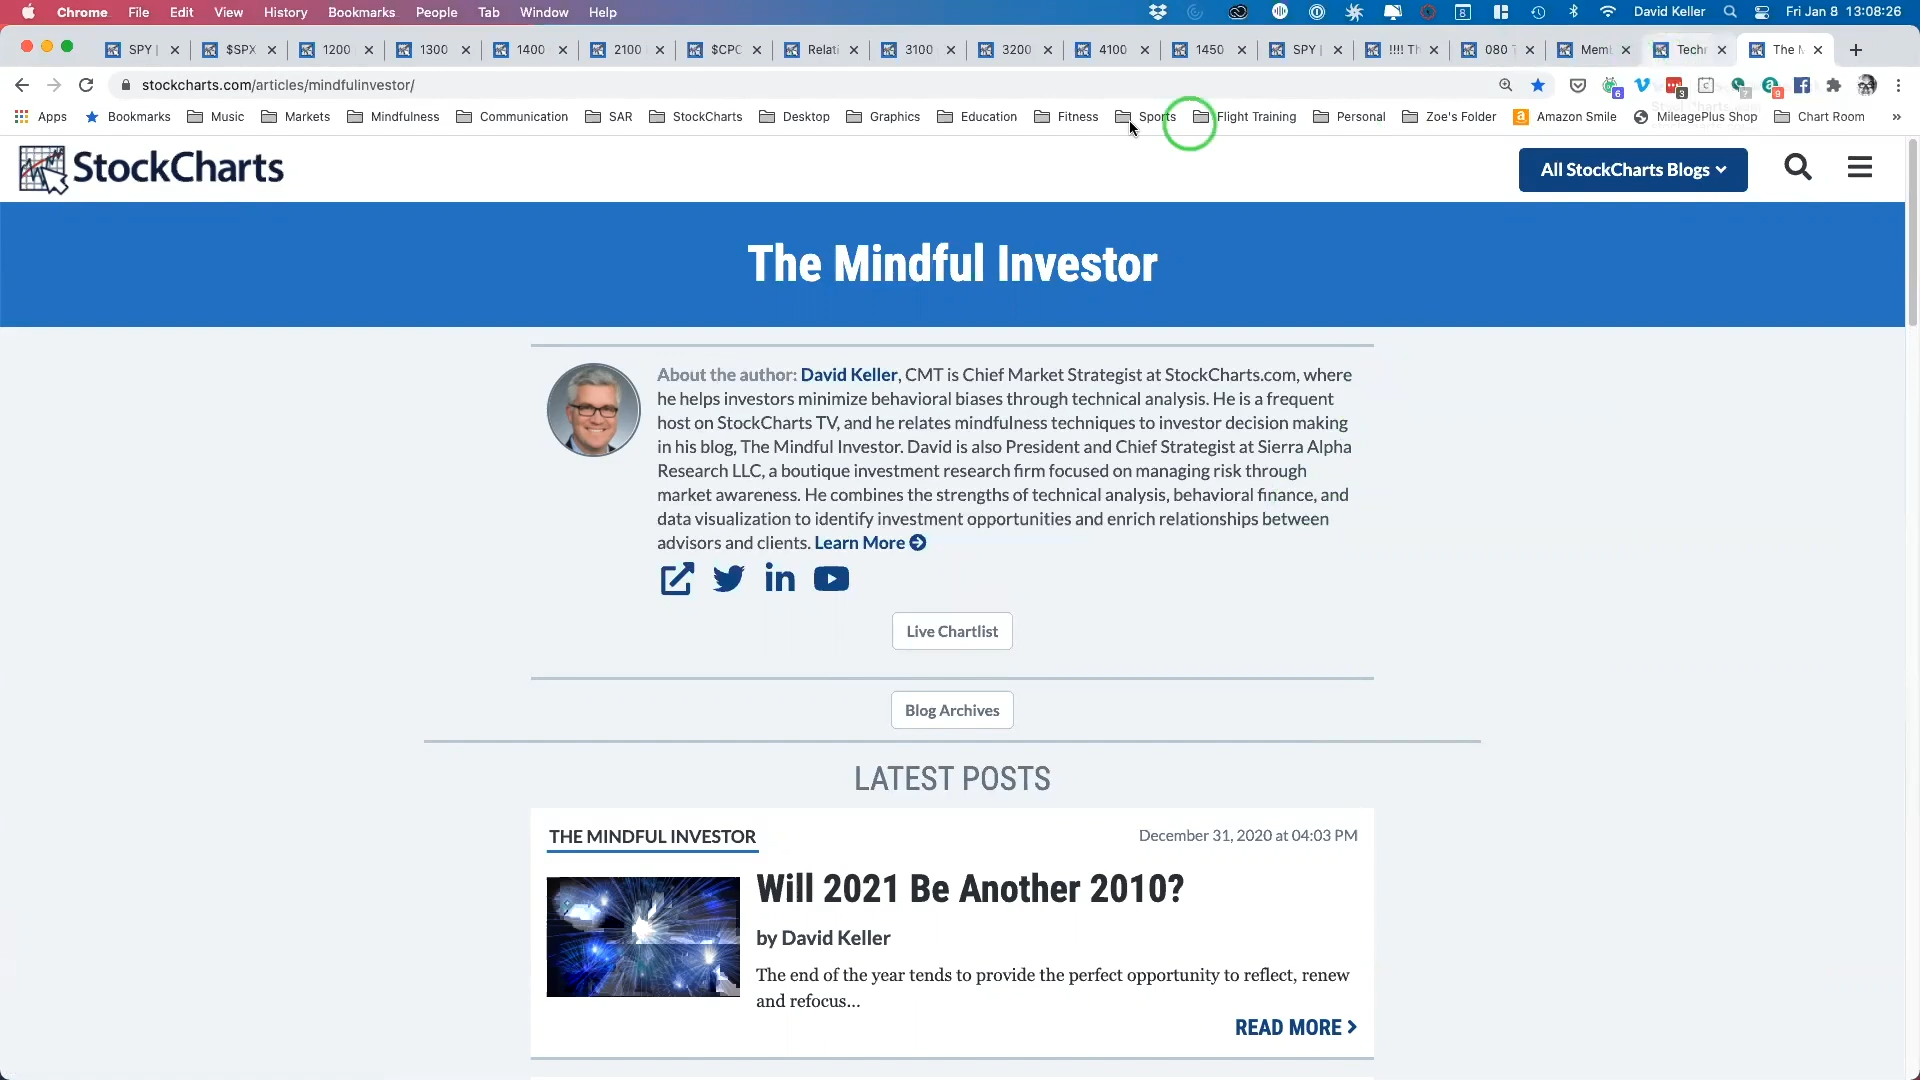 Chrome File Edit View History Bookmarks People Tab Window Help David Keller Fri Jan 8 13:08:26
SPY | $SPX 1200 1300 1400 2100 $CPC Relati 3100 3200 4100 1450 SPY | !!!! Th 080 Mem Techn The M
stockcharts.com/articles/mindfulinvestor/
Apps Bookmarks Music Markets Mindfulness Communication SAR StockCharts Desktop Graphics Education Fitness Sports Flight Training Personal Zoe's Folder Amazon Smile MileagePlus Shop Chart Room »
StockCharts
All StockCharts Blogs
The Mindful Investor
About the author: David Keller, CMT is Chief Market Strategist at StockCharts.com, where
he helps investors minimize behavioral biases through technical analysis. He is a frequent
host on StockCharts TV, and he relates mindfulness techniques to investor decision making
in his blog, The Mindful Investor. David is also President and Chief Strategist at Sierra Alpha
Research LLC, a boutique investment research firm focused on managing risk through
market awareness. He combines the strengths of technical analysis, behavioral finance, and
data visualization to identify investment opportunities and enrich relationships between
advisors and clients. Learn More
Live Chartlist
Blog Archives
LATEST POSTS
THE MINDFUL INVESTOR December 31, 2020 at 04:03 PM
Will 2021 Be Another 2010?
by David Keller
The end of the year tends to provide the perfect opportunity to reflect, renew
and refocus...
READ MORE